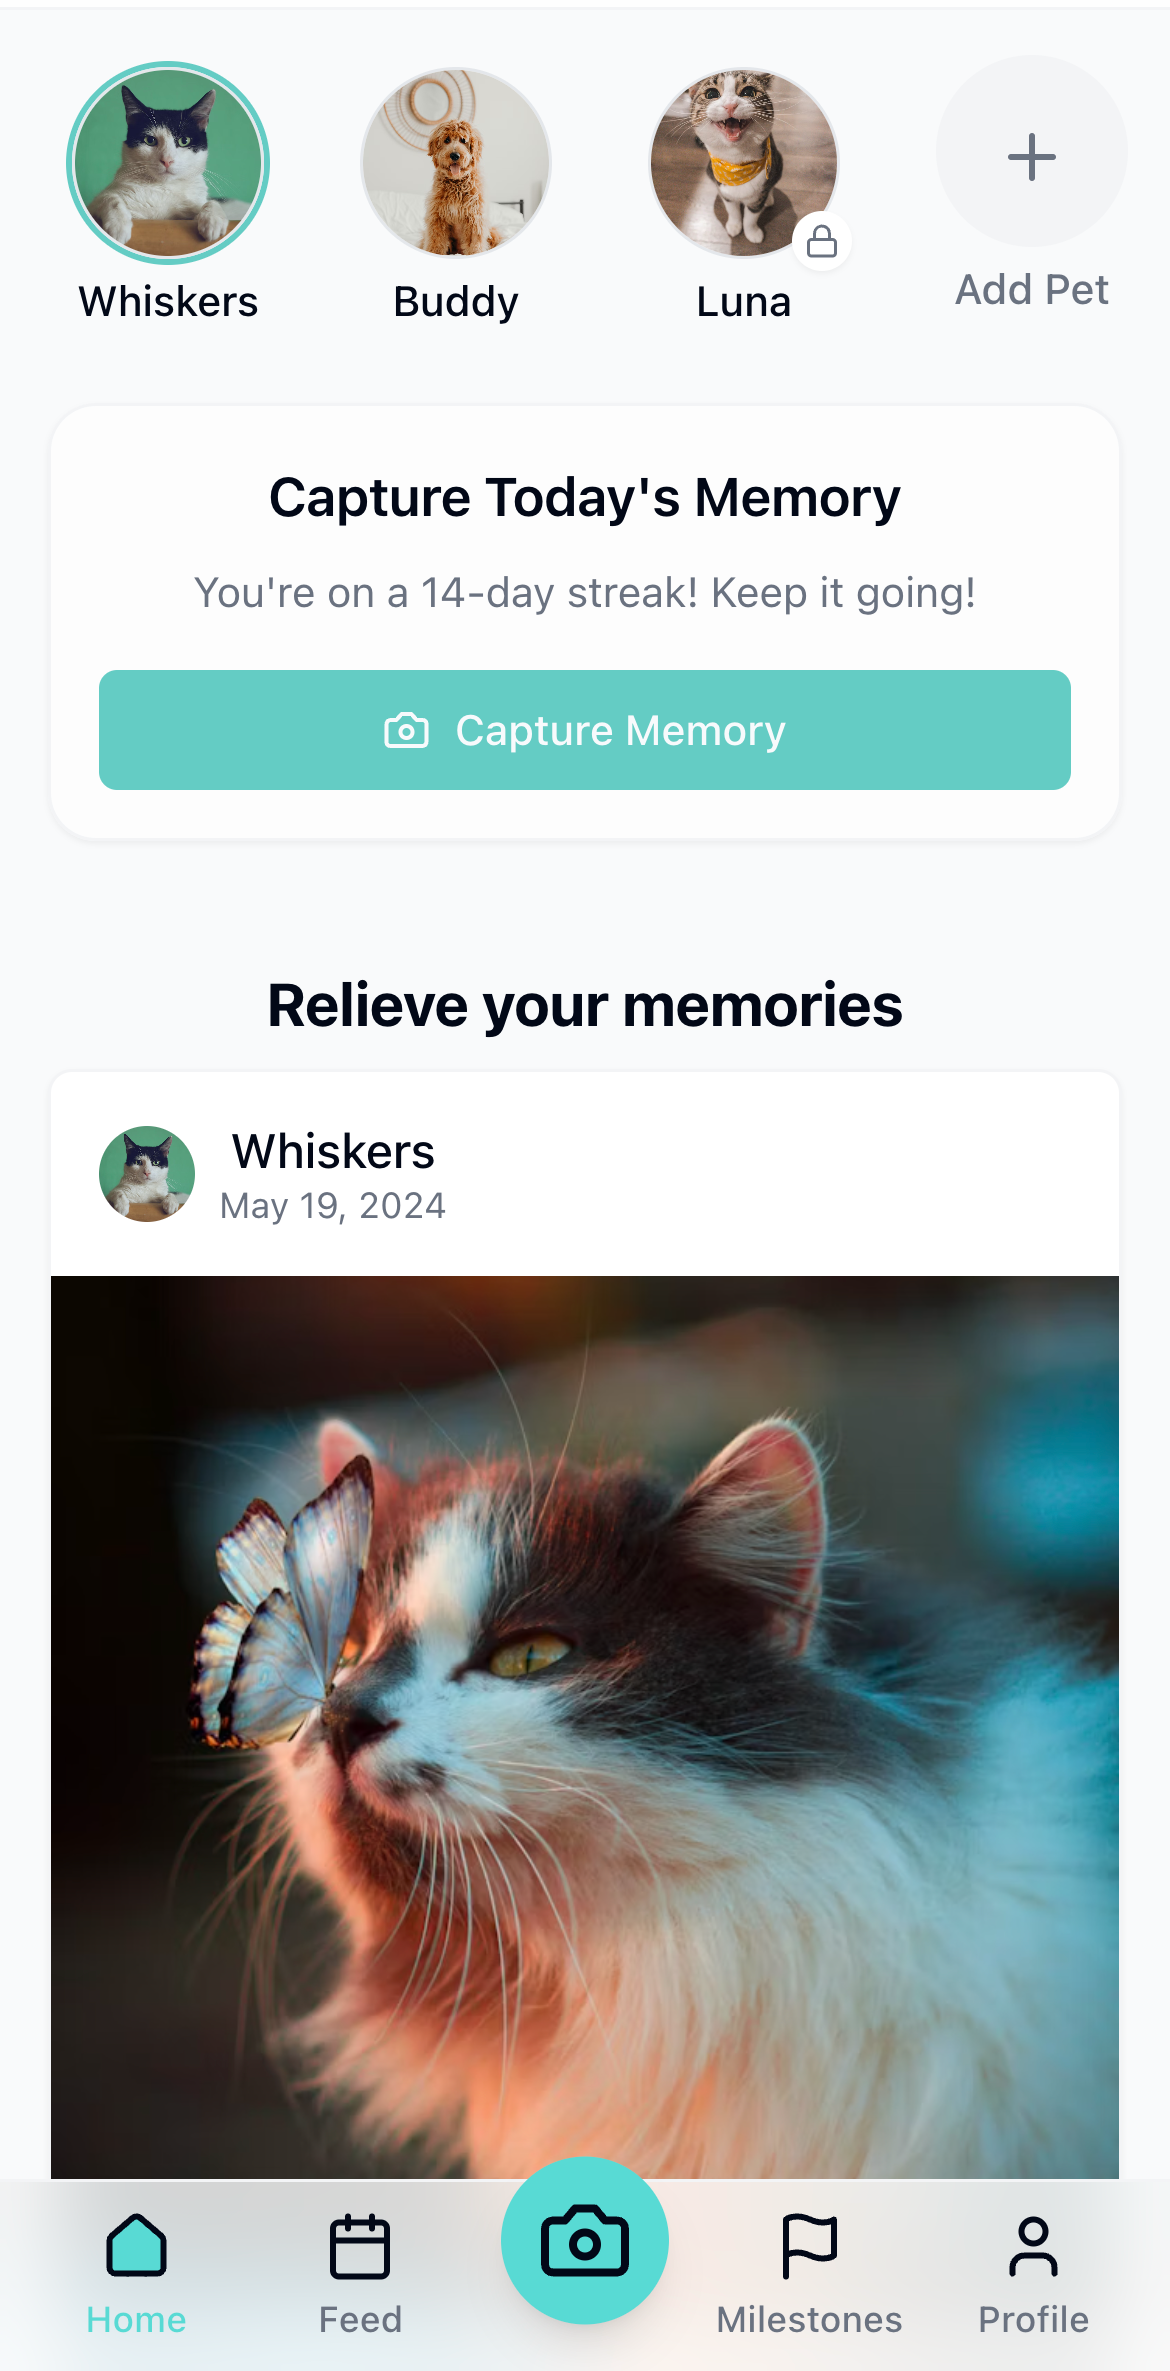 Whiskers
Buddy
Luna
Add Pet
Capture Today's Memory
You're on a 14-day streak! Keep it going!
Capture Memory
Relieve your memories
Whiskers
May 19, 2024
Home
Feed
Milestones
Profile